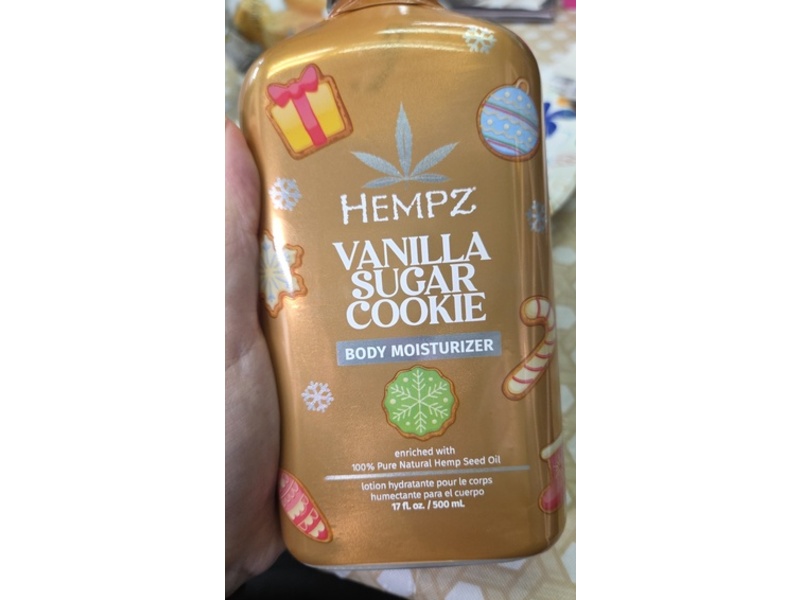 HEMPZ
VANILLA
SUGAR
COOKIE
BODY MOISTURIZER
enriched with
100% Pure Natural Hemp Seed Oil
lotion hydratante pour le corps
humectante para el cuerpo
17 fl. oz. / 500 mL